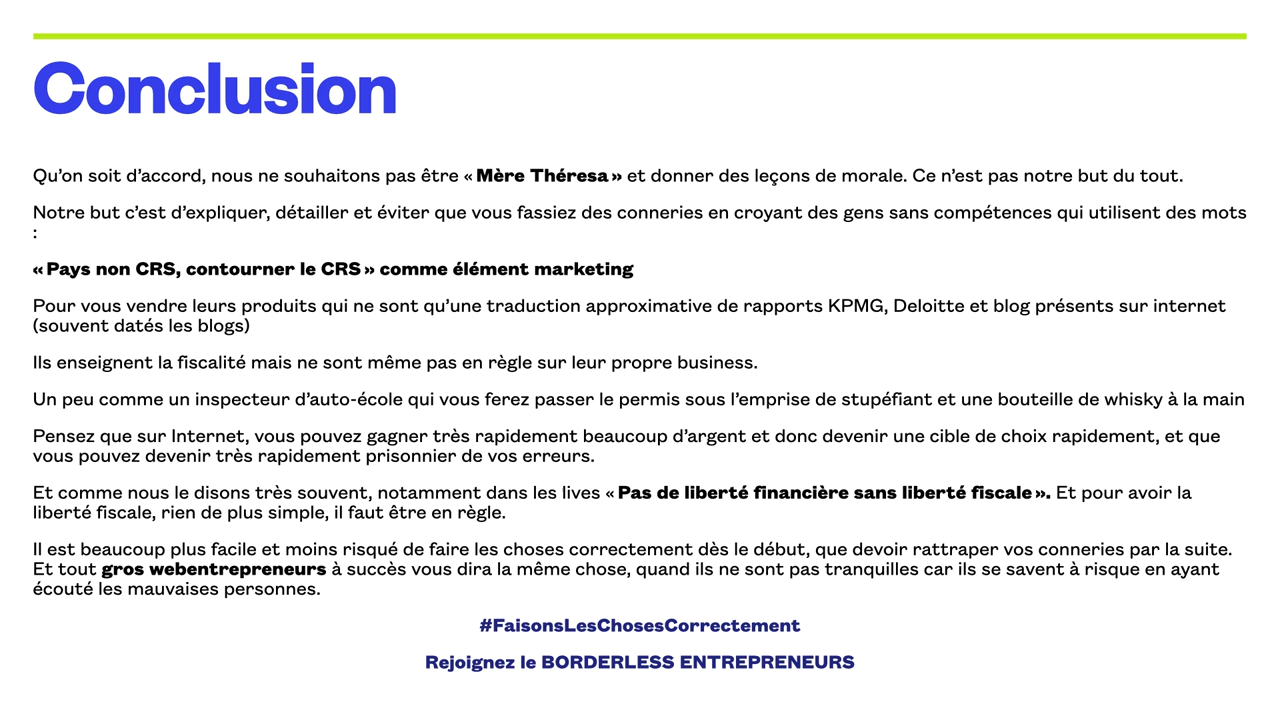 Conclusion
Qu’on soit d’accord, nous ne souhaitons pas être « Mère Théresa » et donner des leçons de morale. Ce n’est pas notre but du tout.
Notre but c’est d’expliquer, détailler et éviter que vous fassiez des conneries en croyant des gens sans compétences qui utilisent des mots
:
« Pays non CRS, contourner le CRS » comme élément marketing
Pour vous vendre leurs produits qui ne sont qu’une traduction approximative de rapports KPMG, Deloitte et blog présents sur internet
(souvent datés les blogs)
Ils enseignent la fiscalité mais ne sont même pas en règle sur leur propre business.
Un peu comme un inspecteur d’auto-école qui vous ferez passer le permis sous l’emprise de stupéfiant et une bouteille de whisky à la main
Pensez que sur Internet, vous pouvez gagner très rapidement beaucoup d’argent et donc devenir une cible de choix rapidement, et que
vous pouvez devenir très rapidement prisonnier de vos erreurs.
Et comme nous le disons très souvent, notamment dans les lives « Pas de liberté financière sans liberté fiscale ». Et pour avoir la
liberté fiscale, rien de plus simple, il faut être en règle.
Il est beaucoup plus facile et moins risqué de faire les choses correctement dès le début, que devoir rattraper vos conneries par la suite.
Et tout gros webentrepreneurs à succès vous dira la même chose, quand ils ne sont pas tranquilles car ils se savent à risque en ayant
écouté les mauvaises personnes.
#FaisonsLesChosesCorrectement
Rejoignez le BORDERLESS ENTREPRENEURS